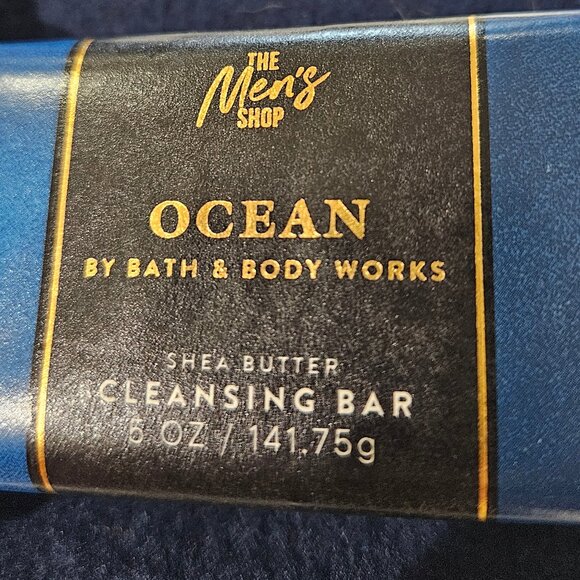 THE
Men's
SHOP
OCEAN
BY BATH & BODY WORKS
SHEA BUTTER
CLEANSING BAR
5 OZ / 141.75g